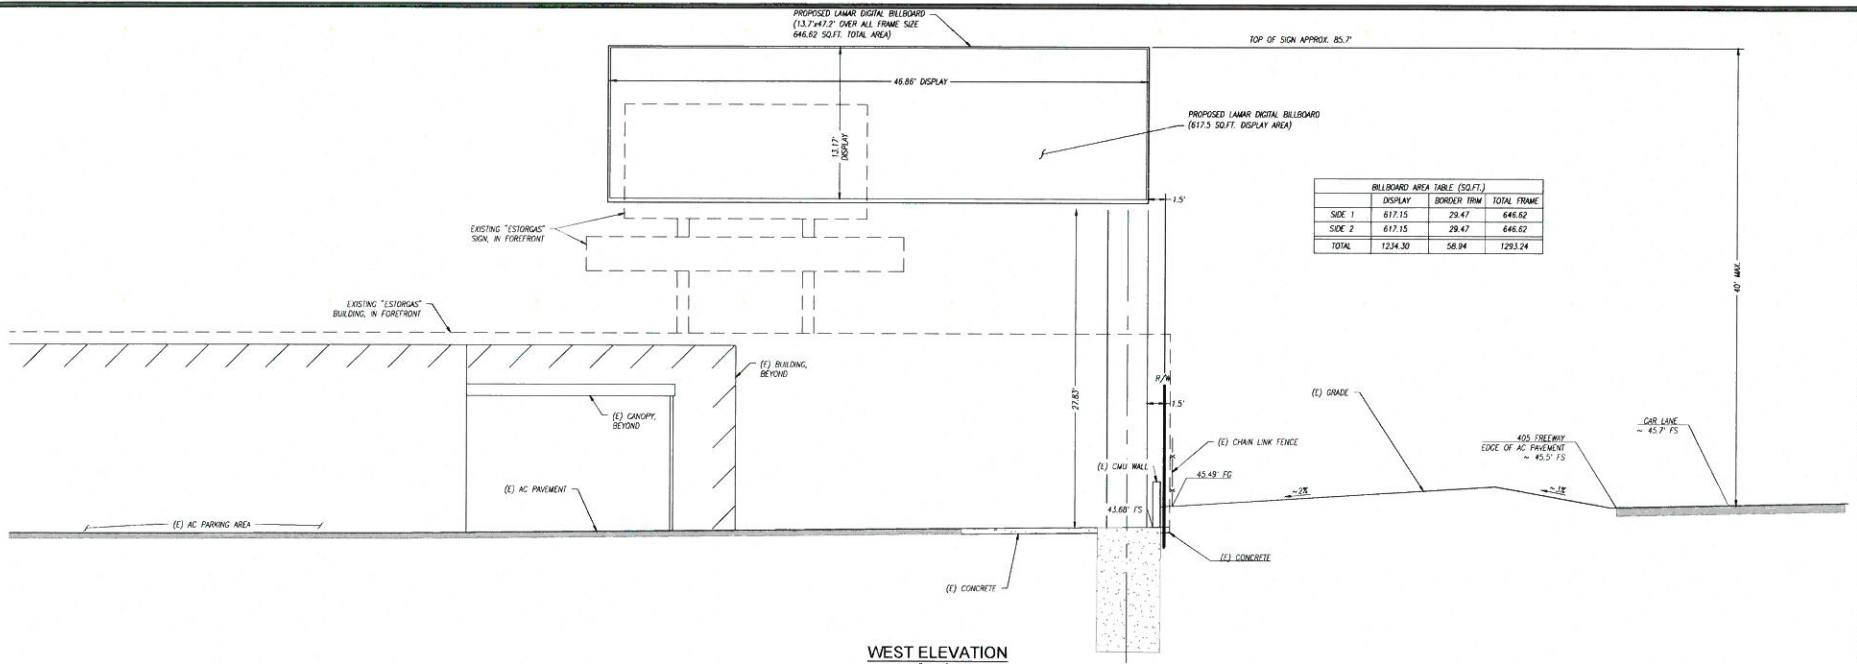 PROPOSED LAMAR DIGITAL BILLBOARD
(13.7'x47.2' OVER ALL FRAME SIZE
646.62 SQ.FT. TOTAL AREA)
TOP OF SIGN APPROX. 85.7'
46.86' DISPLAY
13.17'
DISPLAY
PROPOSED LAMAR DIGITAL BILLBOARD
(617.5 SQ.FT. DISPLAY AREA)
BILLBOARD AREA TABLE (SQ.FT.)
DISPLAY BORDER TRIM TOTAL FRAME
SIDE 1 617.15 29.47 646.62
SIDE 2 617.15 29.47 646.62
TOTAL 1234.30 58.94 1293.24
1.5'
EXISTING "ESTORGAS"
SIGN, IN FOREFRONT
40' MAX.
EXISTING "ESTORGAS"
BUILDING, IN FOREFRONT
(E) BUILDING,
BEYOND
R/W
27.83'
1.5'
(E) GRADE
(E) CANOPY,
BEYOND
CAR LANE
~ 45.7' FS
405 FREEWAY
EDGE OF AC PAVEMENT
~ 45.5' FS
(E) CHAIN LINK FENCE
(E) CMU WALL
45.49' FG
(E) AC PAVEMENT
~2%
~1%
43.68' FS
(E) AC PARKING AREA
(E) CONCRETE
(E) CONCRETE
WEST ELEVATION